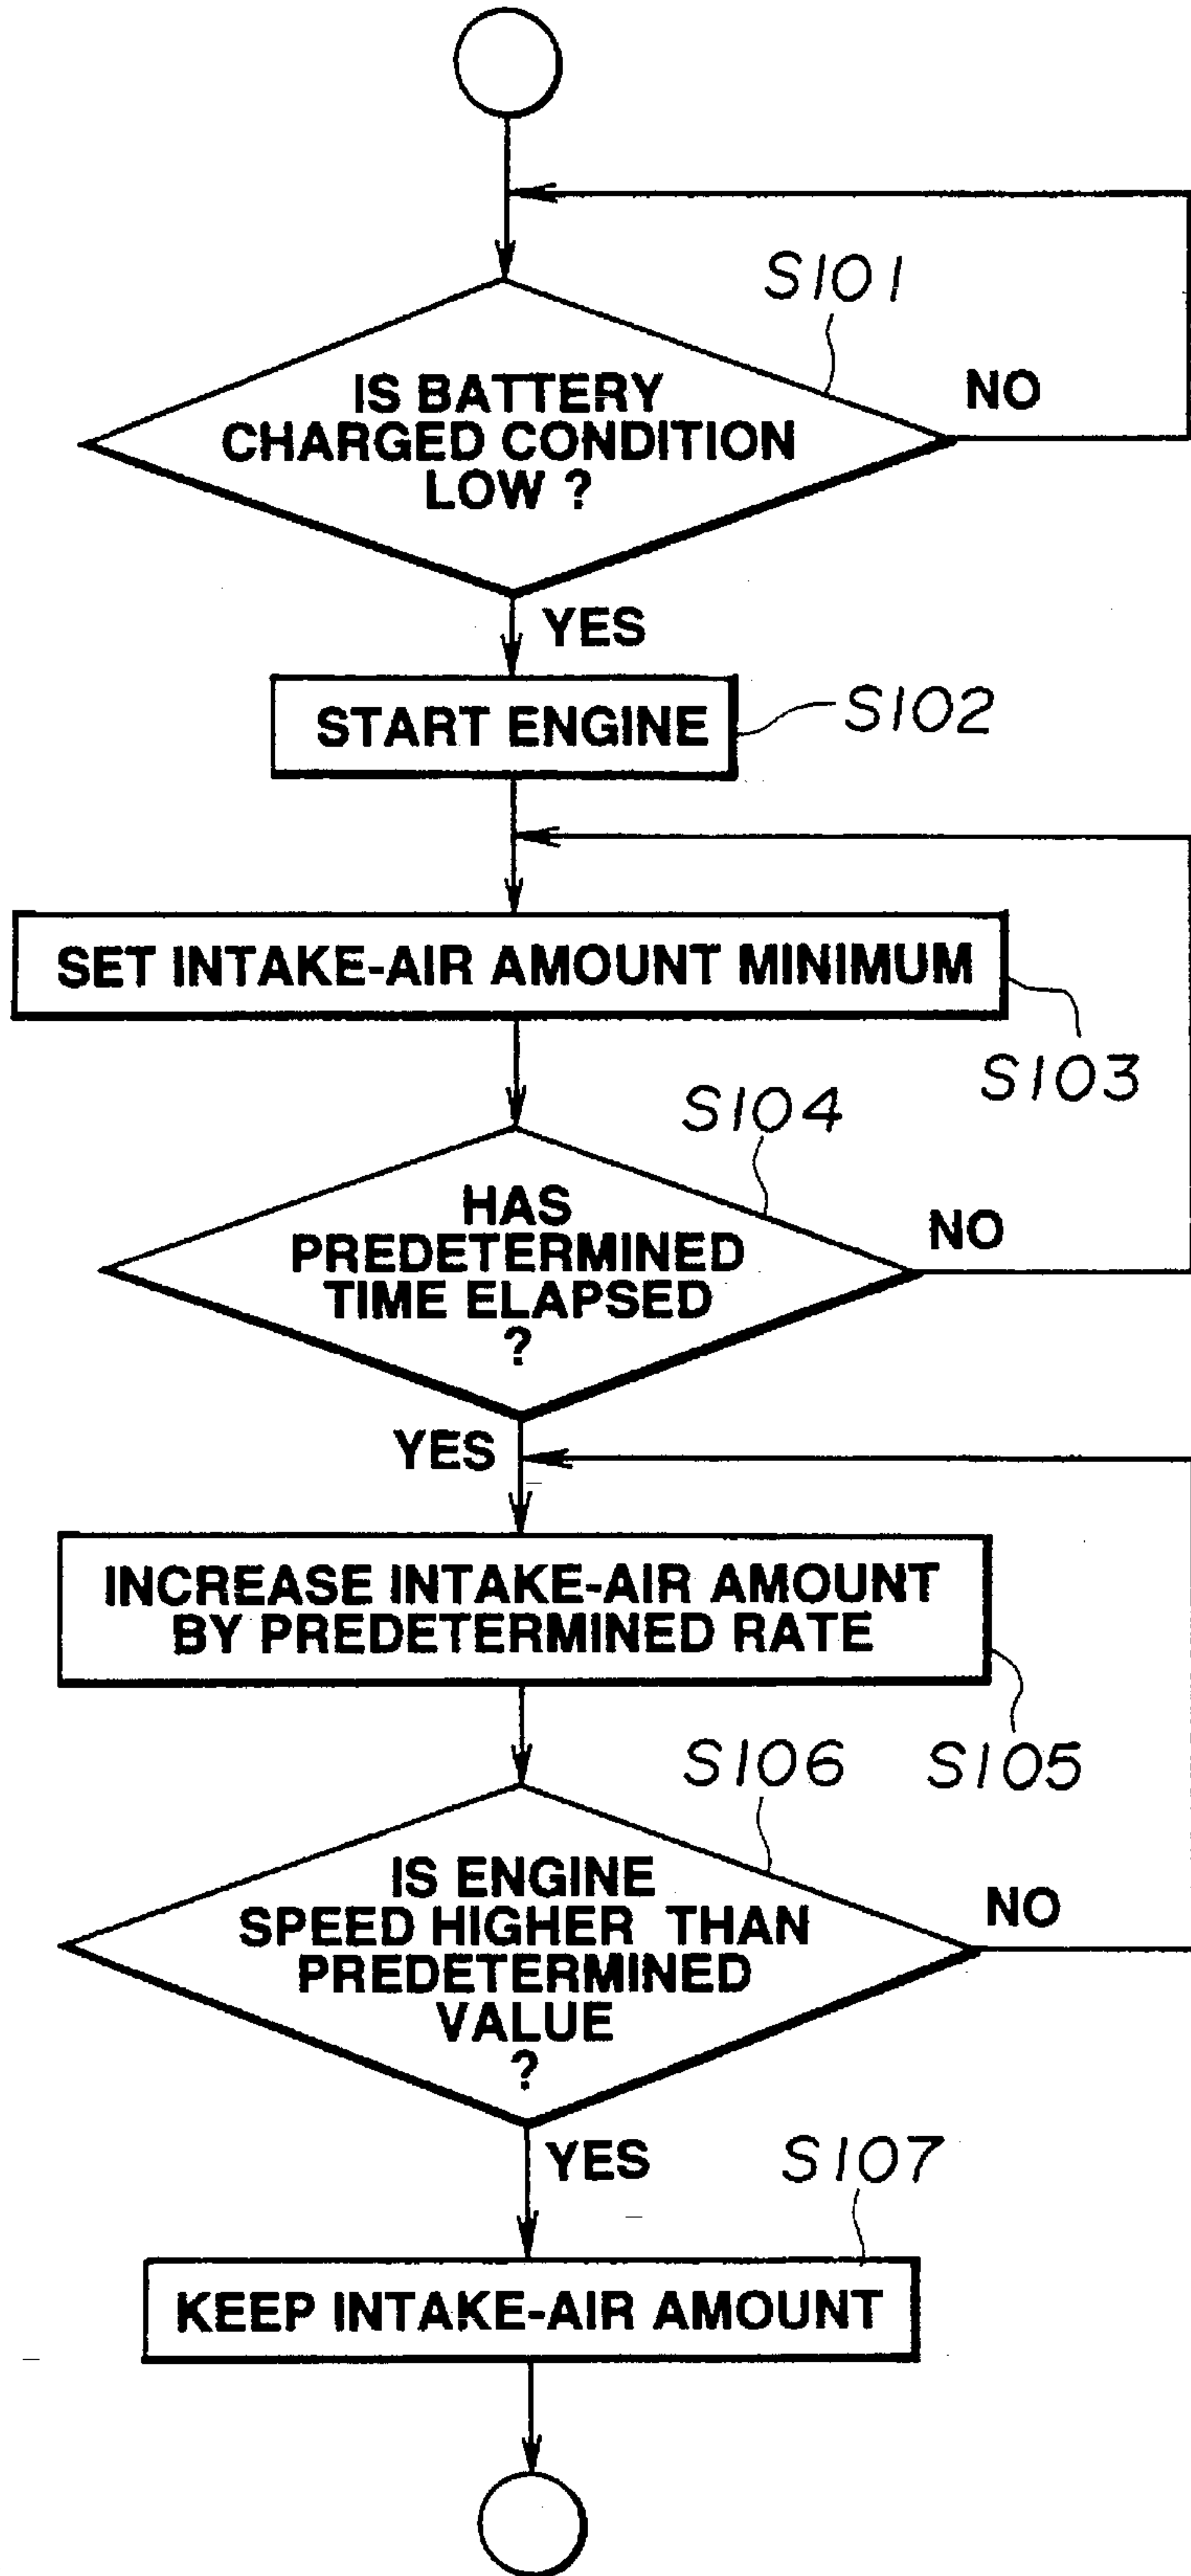 S101
IS BATTERY
CHARGED CONDITION
LOW ?
NO
YES
START ENGINE
S102
SET INTAKE-AIR AMOUNT MINIMUM
S103
S104
HAS
PREDETERMINED
TIME ELAPSED
?
NO
YES
INCREASE INTAKE-AIR AMOUNT
BY PREDETERMINED RATE
S105
S106
IS ENGINE
SPEED HIGHER THAN
PREDETERMINED
VALUE
?
NO
YES
S107
KEEP INTAKE-AIR AMOUNT